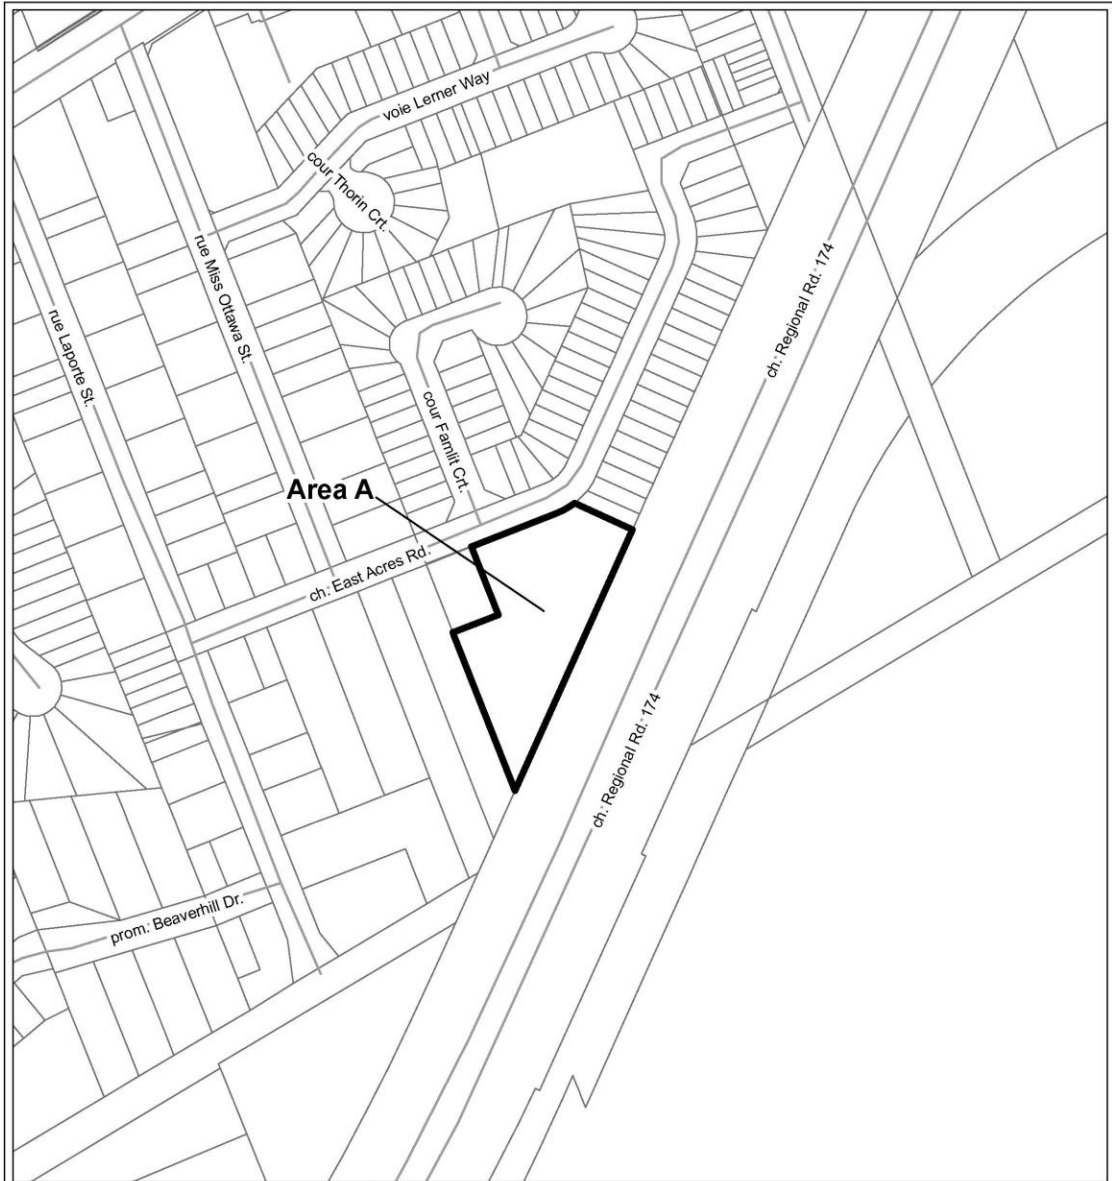 voie Lerner Way
cour Thorin Crt.
rue Miss Ottawa St.
ch. Regional Rd. 174
rue Laporte St.
cour Famlit Crt.
Area A
ch. East Acres Rd.
ch. Regional Rd. 174
prom. Beaverhill Dr.